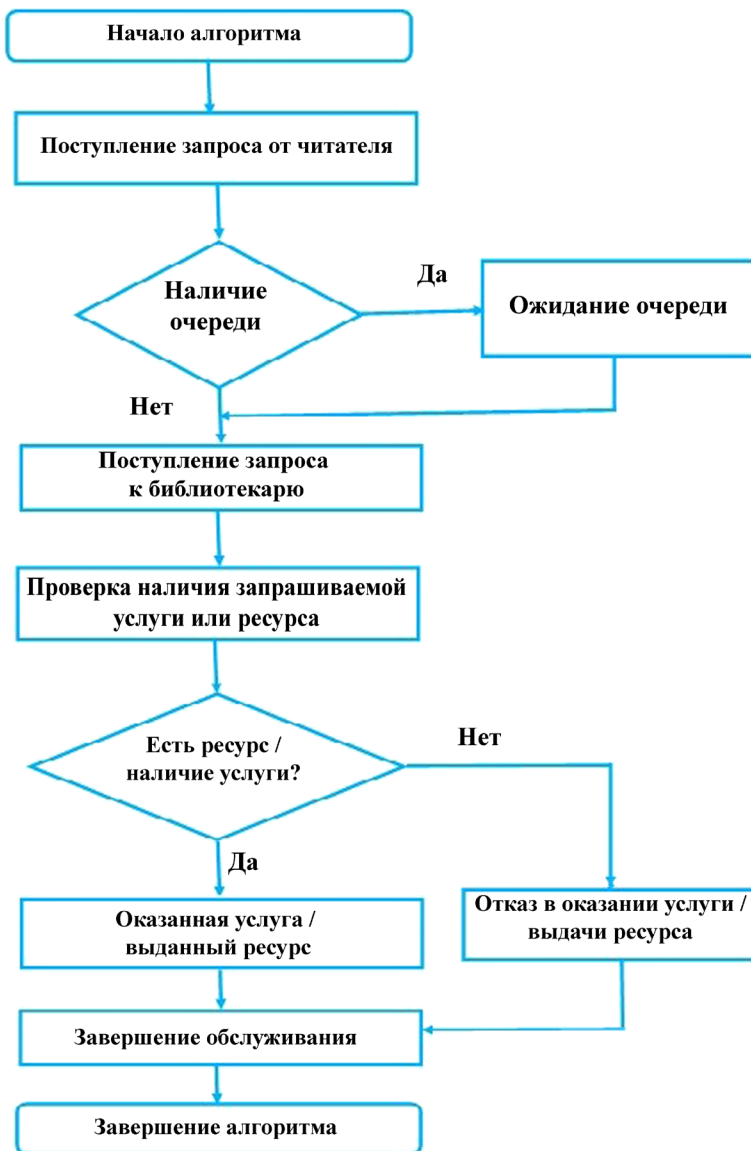 Начало алгоритма
Поступление запроса от читателя
Наличие
очереди
Да
Ожидание очереди
Нет
Поступление запроса
к библиотекарю
Проверка наличия запрашиваемой
услуги или ресурса
Есть ресурс /
наличие услуги?
Нет
Да
Оказанная услуга /
выданный ресурс
Отказ в оказании услуги /
выдачи ресурса
Завершение обслуживания
Завершение алгоритма